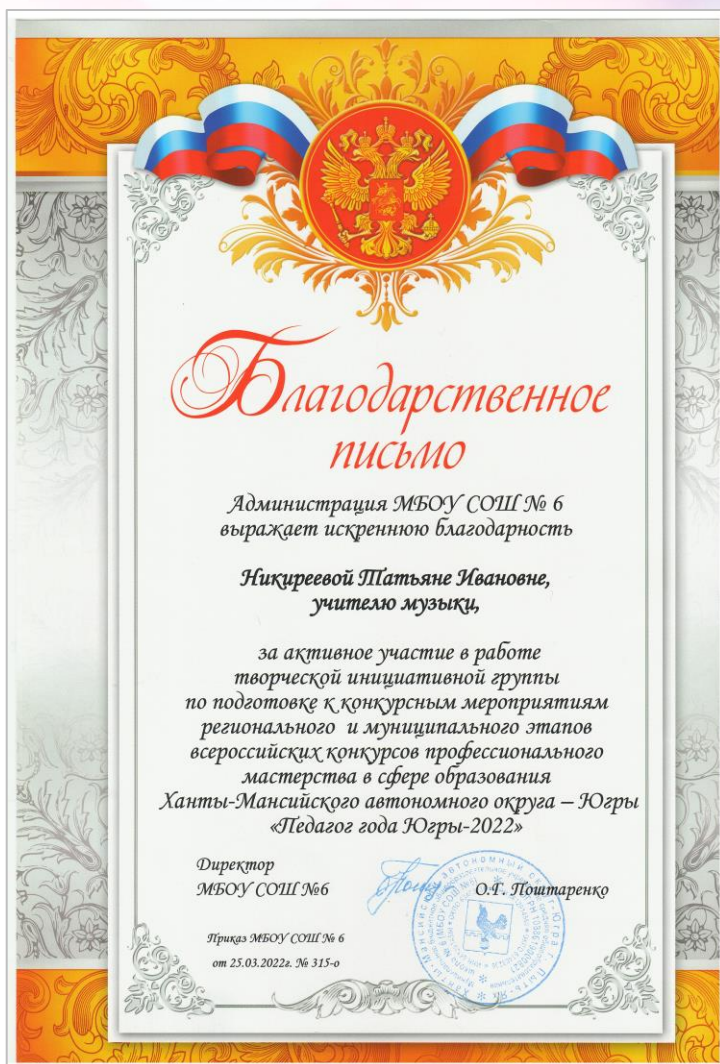 Благодарственное
письмо
Администрация МБОУ СОШ № 6
выражает искреннюю благодарность
Никиреевой Татьяне Ивановне,
учителю музыки,
за активное участие в работе
творческой инициативной группы
по подготовке к конкурсным мероприятиям
регионального и муниципального этапов
всероссийских конкурсов профессионального
мастерства в сфере образования
Ханты-Мансийского автономного округа – Югры
«Педагог года Югры-2022»
Директор
МБОУ СОШ №6 О.Г. Поштаренко
Приказ МБОУ СОШ № 6
от 25.03.2022г. № 315-о